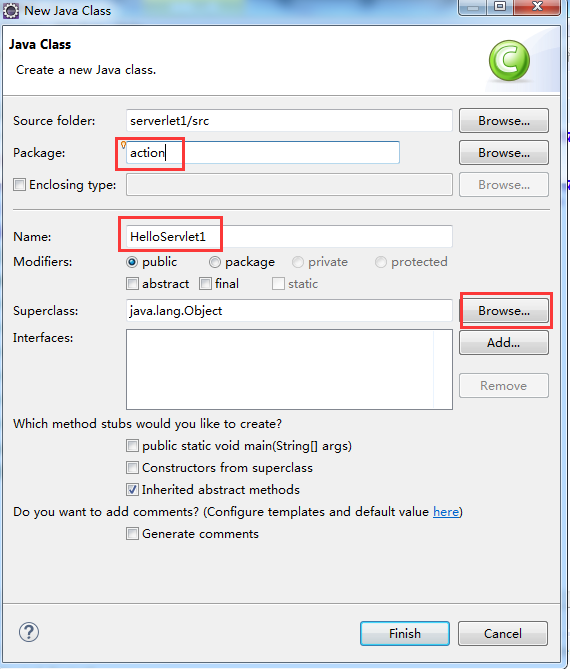 New Java Class
Java Class
Create a new Java class.
C
Source folder: serverlet1/src Browse...
Package: action Browse...
Enclosing type: Browse...
Name: HelloServlet1
Modifiers: public package private protected
abstract final static
Superclass: java.lang.Object Browse...
Interfaces: Add...
Remove
Which method stubs would you like to create?
public static void main(String[] args)
Constructors from superclass
Inherited abstract methods
Do you want to add comments? (Configure templates and default value here)
Generate comments
? Finish Cancel